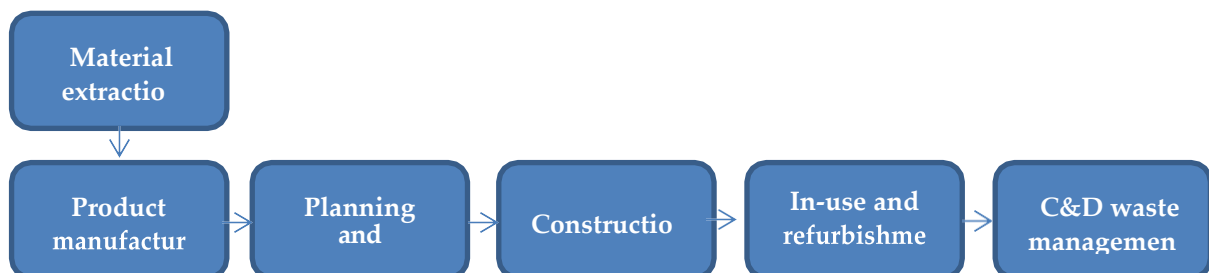 Material
extractio
Product
manufactur
Planning
and
Constructio
In-use and
refurbishme
C&D waste
managemen